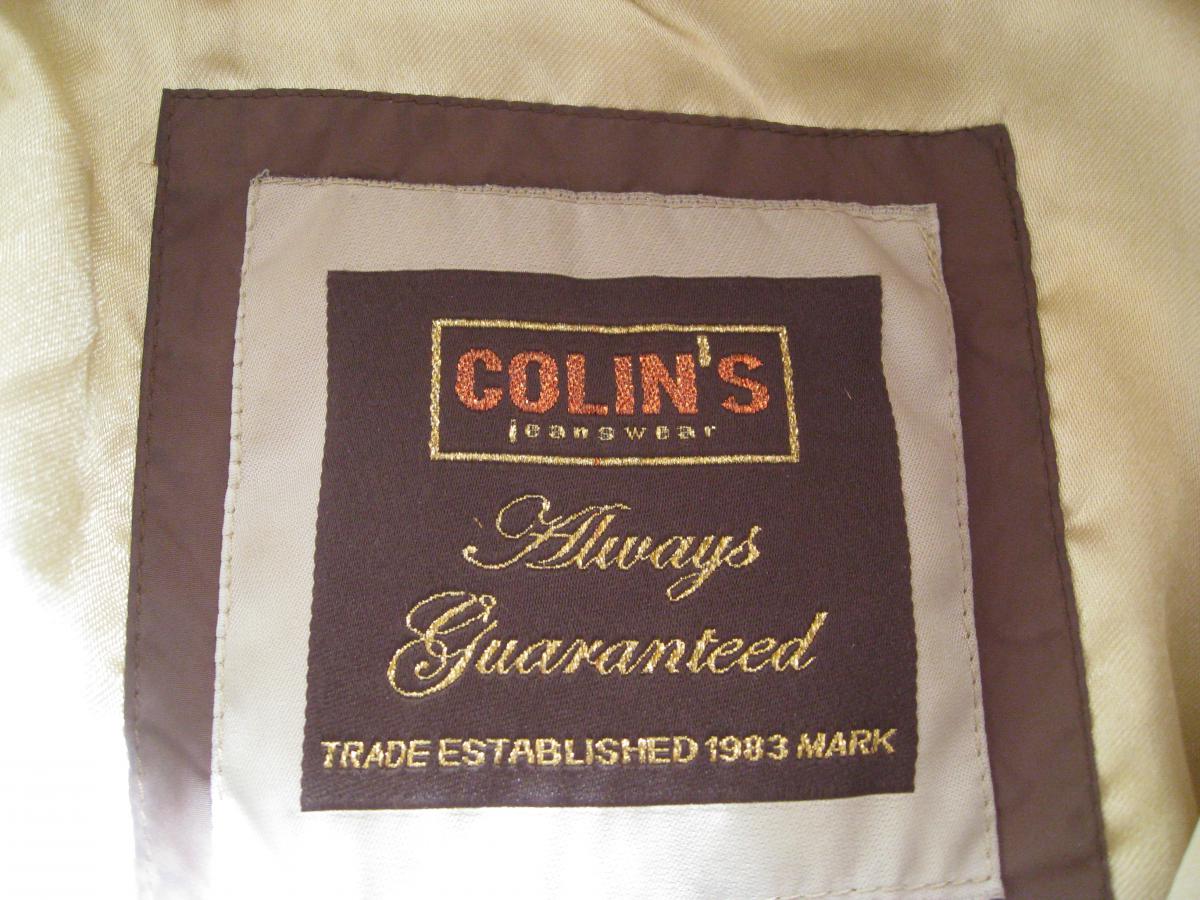 COLIN'S
jeanswear
Always
Guaranteed
TRADE ESTABLISHED 1983 MARK